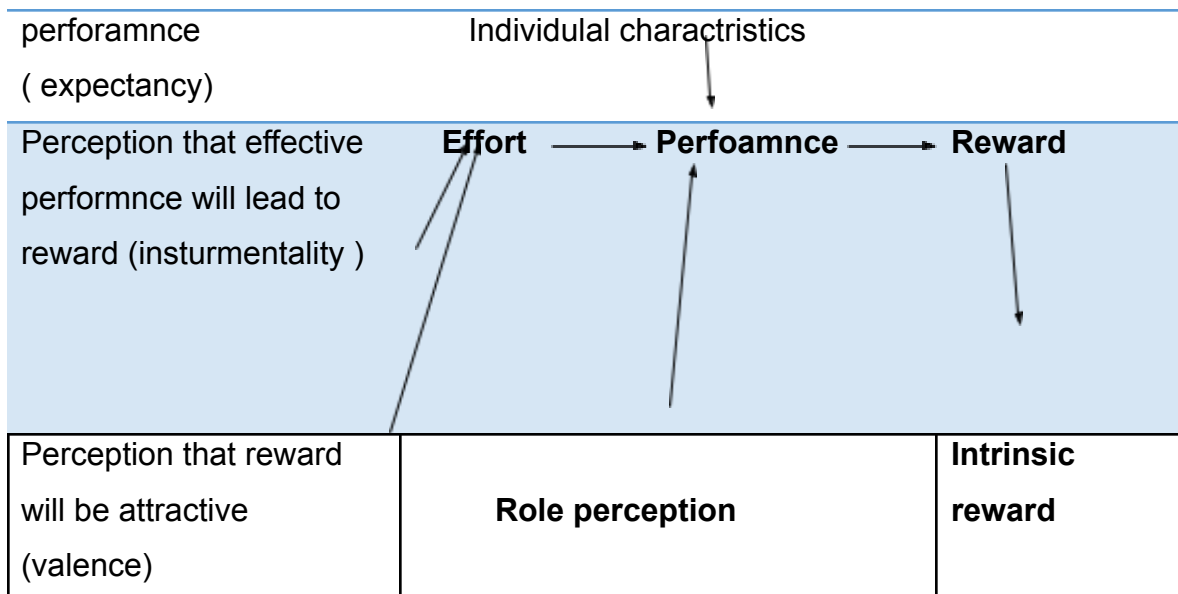 perforamnce
Individulal charactristics
( expectancy)
Perception that effective
Effort
Perfoamnce
Reward
performnce will lead to
reward (insturmentality )
Perception that reward
will be attractive
(valence)
Role perception
Intrinsic
reward